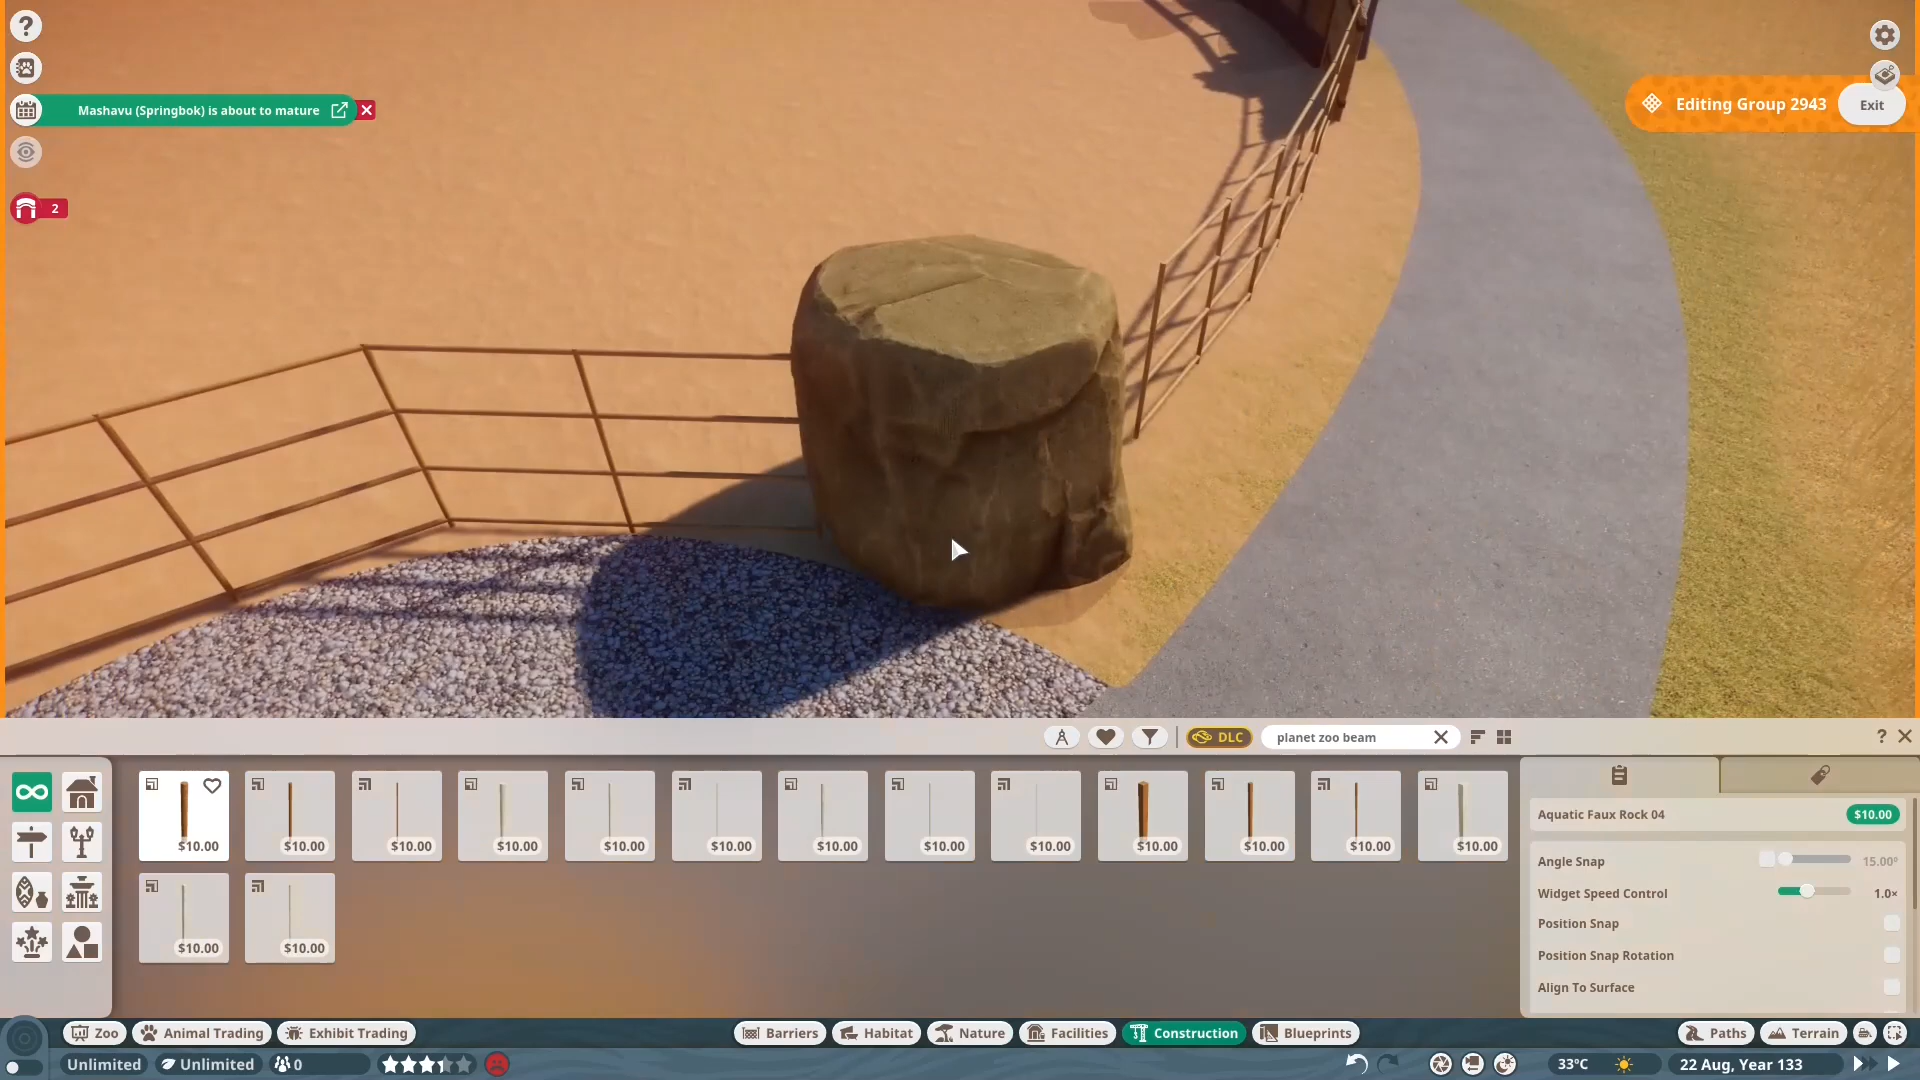 ?
Mashavu (Springbok) is about to mature
2
Editing Group 2943
Exit
DLC
planet zoo beam
?
$10.00 $10.00 $10.00 $10.00 $10.00 $10.00 $10.00 $10.00 $10.00 $10.00 $10.00 $10.00 $10.00
$10.00 $10.00
Aquatic Faux Rock 04 $10.00
Angle Snap 15.00°
Widget Speed Control 1.0×
Position Snap
Position Snap Rotation
Align To Surface
Zoo Animal Trading Exhibit Trading Barriers Habitat Nature Facilities Construction Blueprints Paths Terrain
Unlimited Unlimited 0 33°C 22 Aug, Year 133